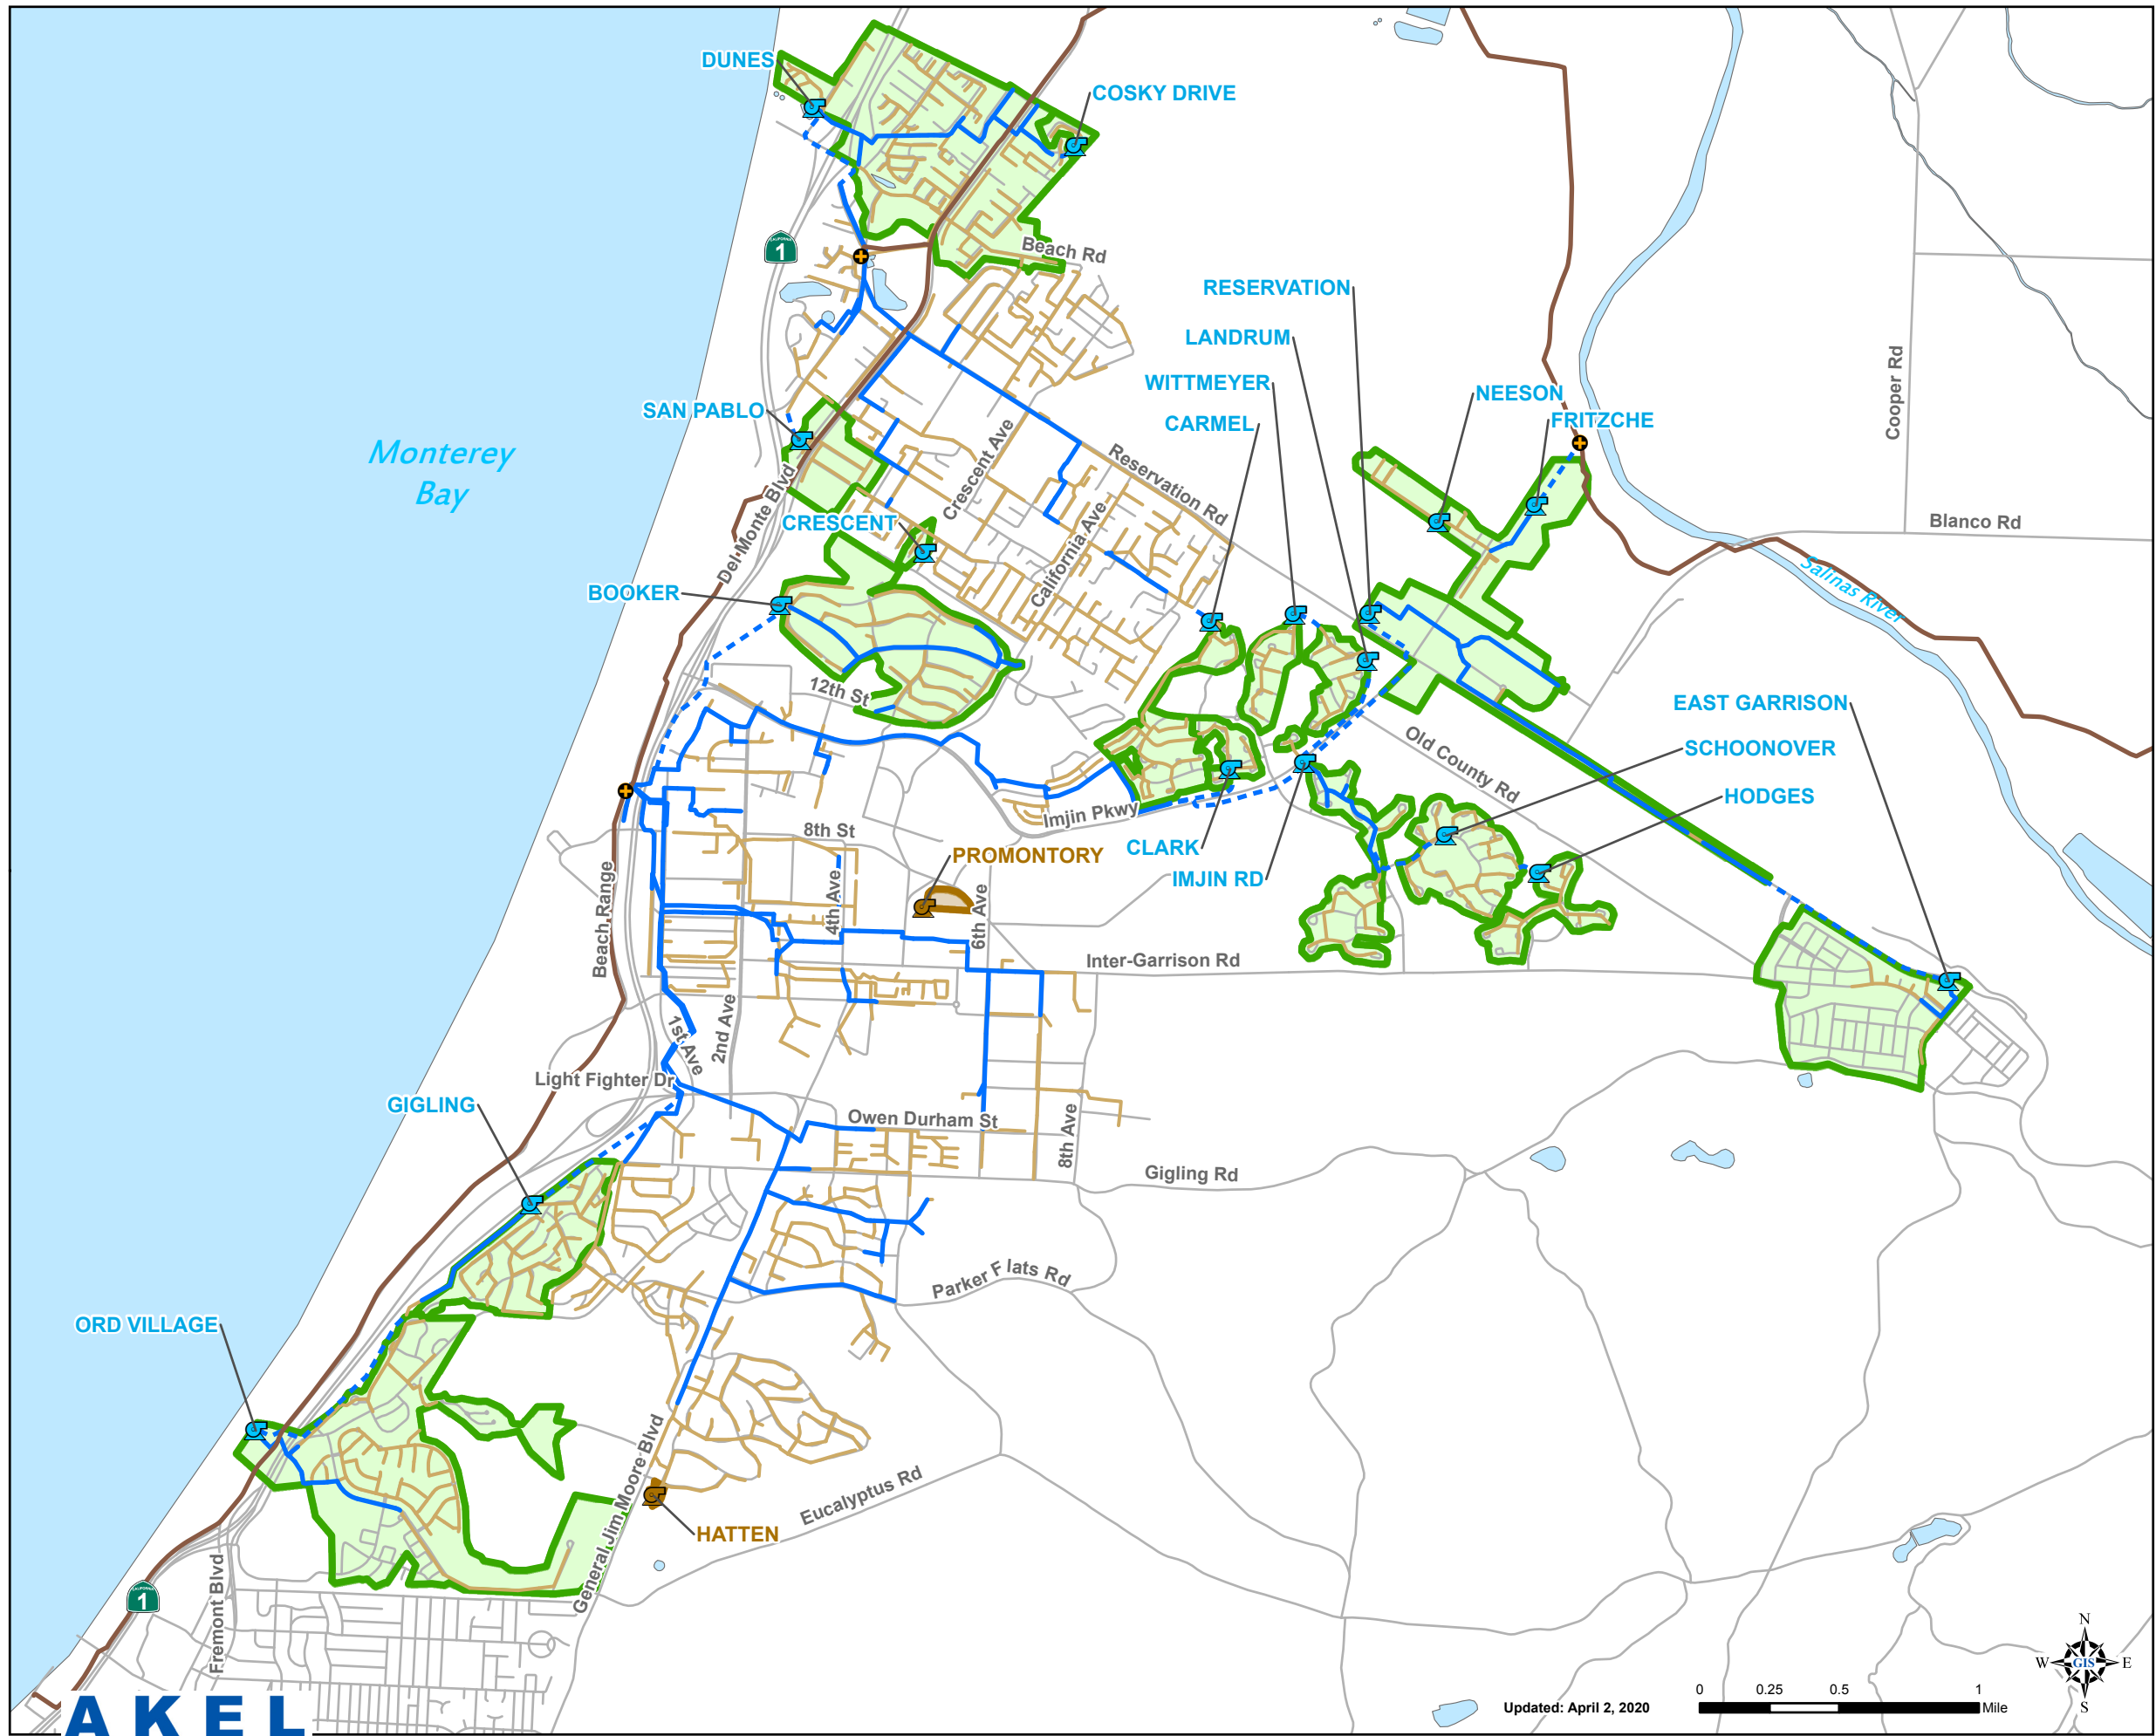 DUNES
COSKY DRIVE
CALIFORNIA
1
Beach Rd
RESERVATION
LANDRUM
WITTMEYER
CARMEL
NEESON
FRITZCHE
SAN PABLO
Cooper Rd
Monterey
Bay
Crescent Ave
Reservation Rd
Del Monte Blvd
CRESCENT
California Ave
Blanco Rd
Salinas River
BOOKER
12th St
EAST GARRISON
SCHOONOVER
HODGES
Old County Rd
Imjin Pkwy
8th St
CLARK
IMJIN RD
PROMONTORY
4th Ave
6th Ave
Beach Range
Inter-Garrison Rd
1st Ave
2nd Ave
Light Fighter Dr
GIGLING
Owen Durham St
8th Ave
Gigling Rd
Parker Flats Rd
ORD VILLAGE
General Jim Moore Blvd
Eucalyptus Rd
HATTEN
CALIFORNIA
1
Fremont Blvd
N
W GIS E
S
0 0.25 0.5 1
Mile
Updated: April 2, 2020
AKEL